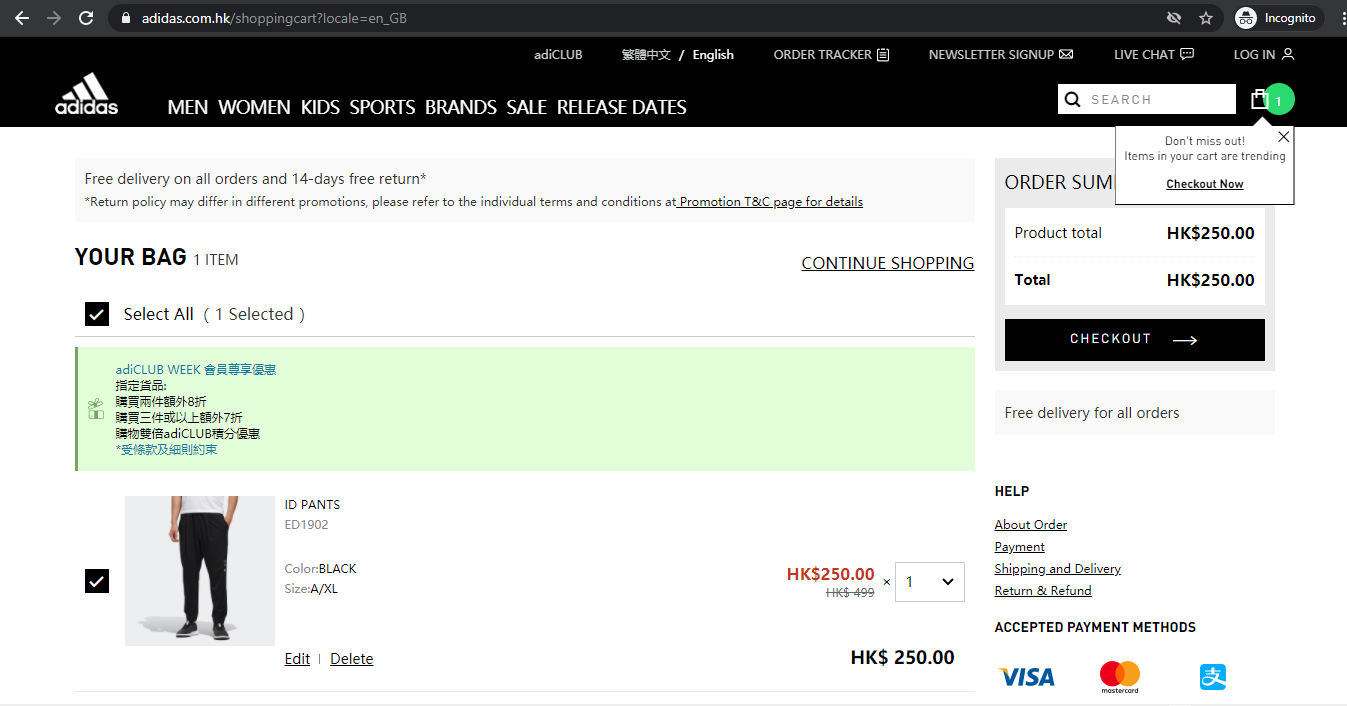 adidas.com.hk/shoppingcart?locale=en_GB
Incognito
adiCLUB
繁體中文 / English
ORDER TRACKER
NEWSLETTER SIGNUP
LIVE CHAT
LOG IN
adidas
MEN WOMEN KIDS SPORTS BRANDS SALE RELEASE DATES
SEARCH
1
Don't miss out!
Items in your cart are trending
Checkout Now
Free delivery on all orders and 14-days free return*
*Return policy may differ in different promotions, please refer to the individual terms and conditions at Promotion T&C page for details
YOUR BAG 1 ITEM
CONTINUE SHOPPING
Select All ( 1 Selected )
adiCLUB WEEK 會員尊享優惠
指定貨品:
購買兩件額外8折
購買三件或以上額外7折
購物雙倍adiCLUB積分優惠
*受條款及細則約束
ID PANTS
ED1902
Color:BLACK
Size:A/XL
HK$250.00 × 1
HK$ 499
Edit | Delete
HK$ 250.00
ORDER SUM
Product total HK$250.00
Total HK$250.00
CHECKOUT
Free delivery for all orders
HELP
About Order
Payment
Shipping and Delivery
Return & Refund
ACCEPTED PAYMENT METHODS
VISA
mastercard
支